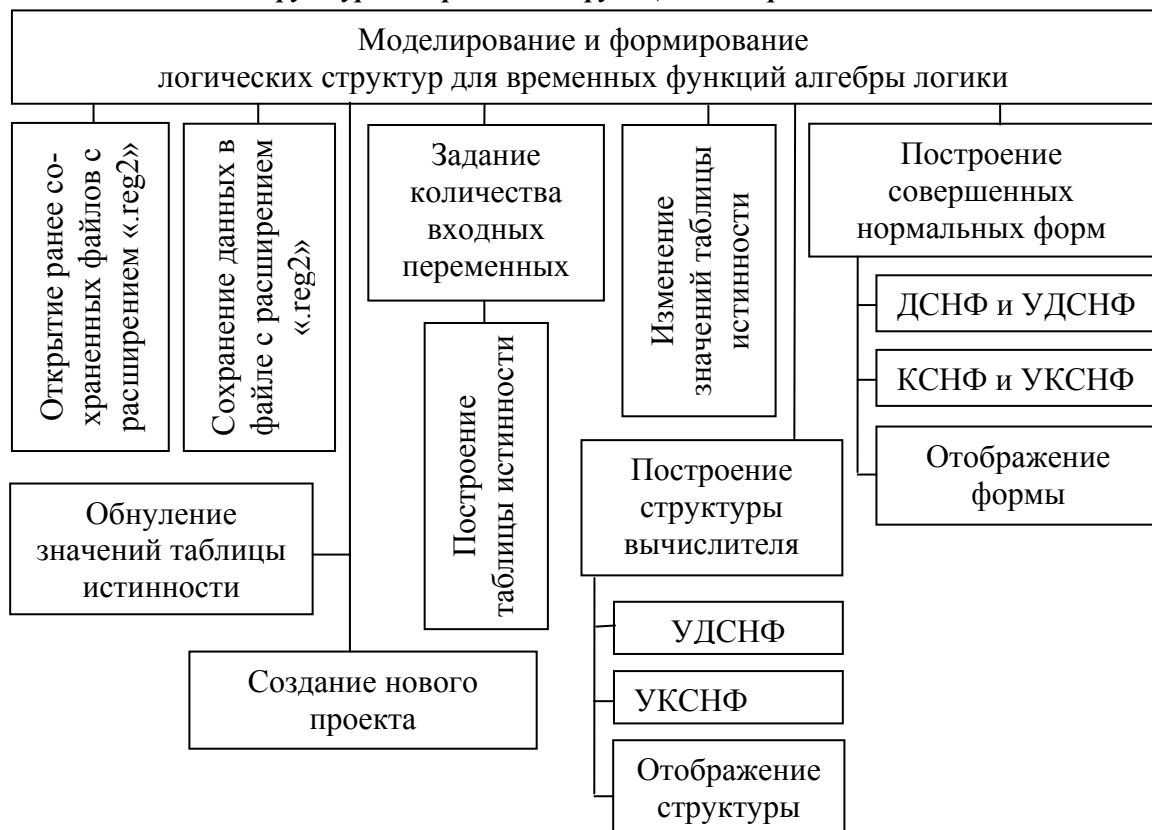 Моделирование и формирование
логических структур для временных функций алгебры логики
Открытие ранее со-
храненных файлов с
расширением «.reg2»
Сохранение данных в
файле с расширением
«.reg2»
Задание
количества
входных
переменных
Изменение
значений таблицы
истинности
Построение
совершенных
нормальных форм
ДСНФ и УДСНФ
КСНФ и УКСНФ
Отображение
формы
Построение
таблицы истинности
Построение
структуры
вычислителя
Обнуление
значений таблицы
истинности
УДСНФ
УКСНФ
Создание нового
проекта
Отображение
структуры